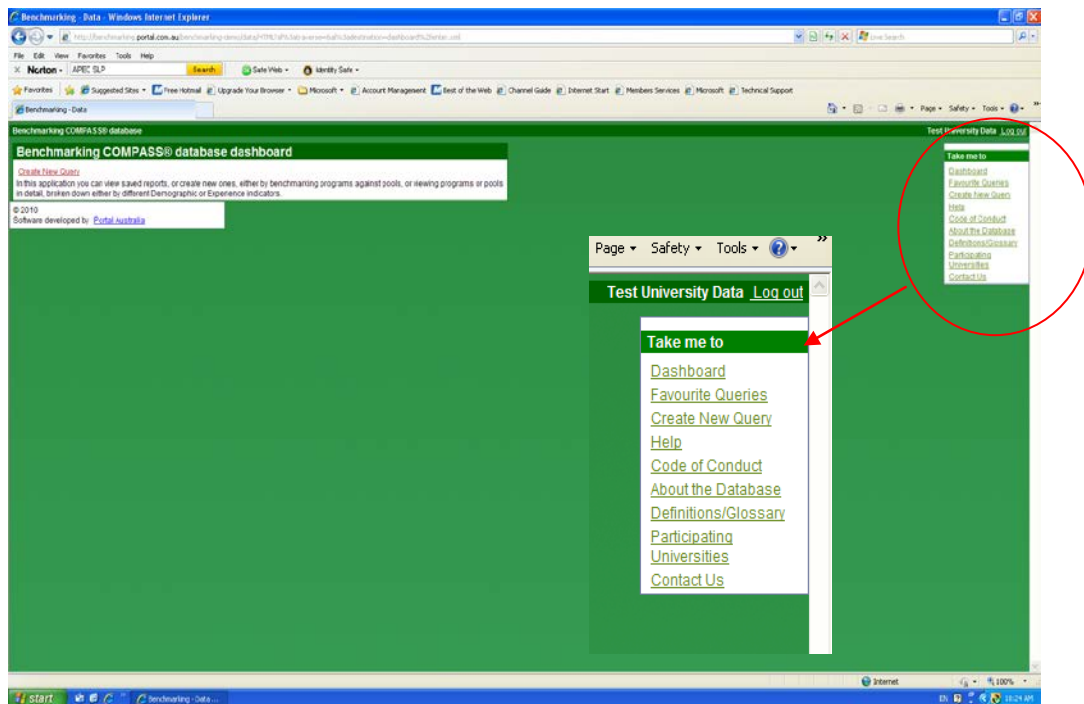 Benchmarking - Data - Windows Internet Explorer
Live Search
File Edit View Favorites Tools Help
Norton - APEC SLP Search Safe Web - Identity Safe -
Favorites Suggested Sites Free Hotmail Upgrade Your Browser Microsoft Account Management Best of the Web Channel Guide Internet Start Members Services Microsoft Technical Support
Benchmarking - Data
Page Safety Tools
Benchmarking COMPASS® database
Test University Data Log out
Benchmarking COMPASS® database dashboard
Create New Query
In this application you can view saved reports, or create new ones, either by benchmarking programs against pools, or viewing programs or pools
in detail, broken down either by different Demographic or Experience indicators.
© 2010
Software developed by Portal Australia
Take me to
Dashboard
Favourite Queries
Create New Query
Help
Code of Conduct
About the Database
Definitions/Glossary
Participating
Universities
Contact Us
Page Safety Tools
Test University Data Log out
Take me to
Dashboard
Favourite Queries
Create New Query
Help
Code of Conduct
About the Database
Definitions/Glossary
Participating
Universities
Contact Us
Internet 100%
start Benchmarking - Data ... EN 11:24 AM